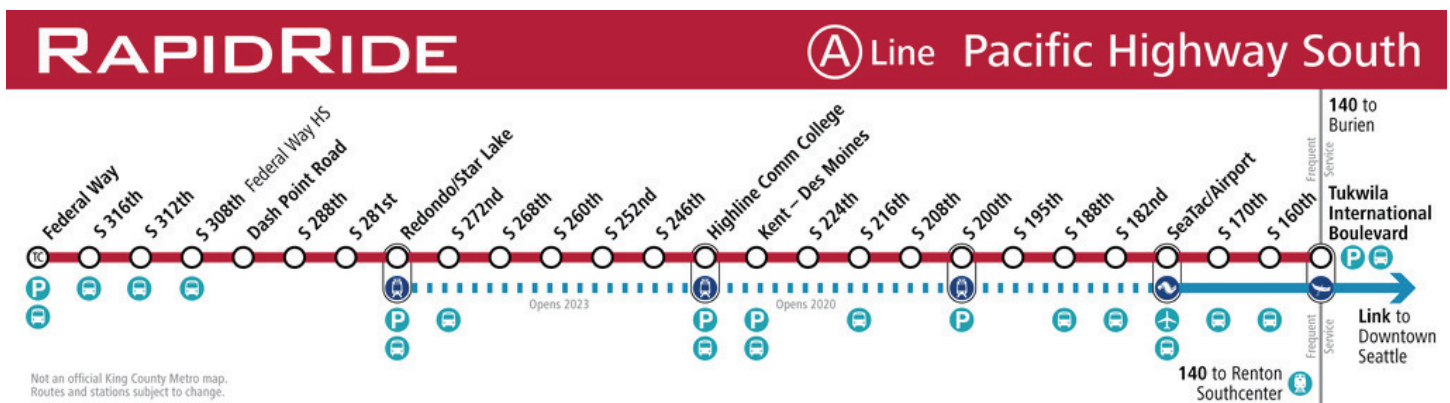 RAPIDRIDE
A Line Pacific Highway South
Federal Way
S 316th
S 312th
S 308th Federal Way HS
Dash Point Road
S 288th
S 281st
Redondo/Star Lake
S 272nd
S 268th
S 260th
S 252nd
S 246th
Highline Comm College
Kent – Des Moines
S 224th
S 216th
S 208th
S 200th
S 195th
S 188th
S 182nd
SeaTac/Airport
S 170th
S 160th
140 to
Burien
Frequent
Service
Tukwila
International
Boulevard
TC
P
P
P
P
P
P
Opens 2023
Opens 2020
Frequent
Service
Link to
Downtown
Seattle
140 to Renton
Southcenter
Not an official King County Metro map.
Routes and stations subject to change.